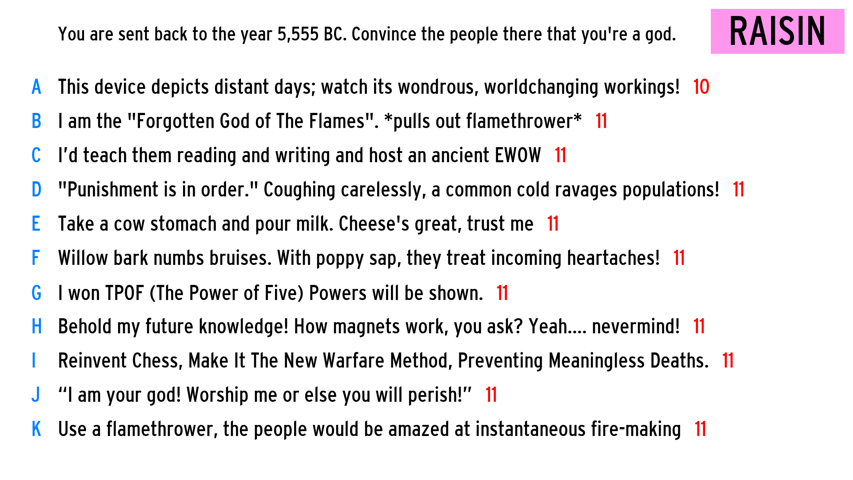 You are sent back to the year 5,555 BC. Convince the people there that you're a god.
RAISIN
A This device depicts distant days; watch its wondrous, worldchanging workings! 10
B I am the "Forgotten God of The Flames". *pulls out flamethrower* 11
C I’d teach them reading and writing and host an ancient EWOW 11
D "Punishment is in order." Coughing carelessly, a common cold ravages populations! 11
E Take a cow stomach and pour milk. Cheese's great, trust me 11
F Willow bark numbs bruises. With poppy sap, they treat incoming heartaches! 11
G I won TPOF (The Power of Five) Powers will be shown. 11
H Behold my future knowledge! How magnets work, you ask? Yeah.... nevermind! 11
I Reinvent Chess, Make It The New Warfare Method, Preventing Meaningless Deaths. 11
J “I am your god! Worship me or else you will perish!” 11
K Use a flamethrower, the people would be amazed at instantaneous fire-making 11